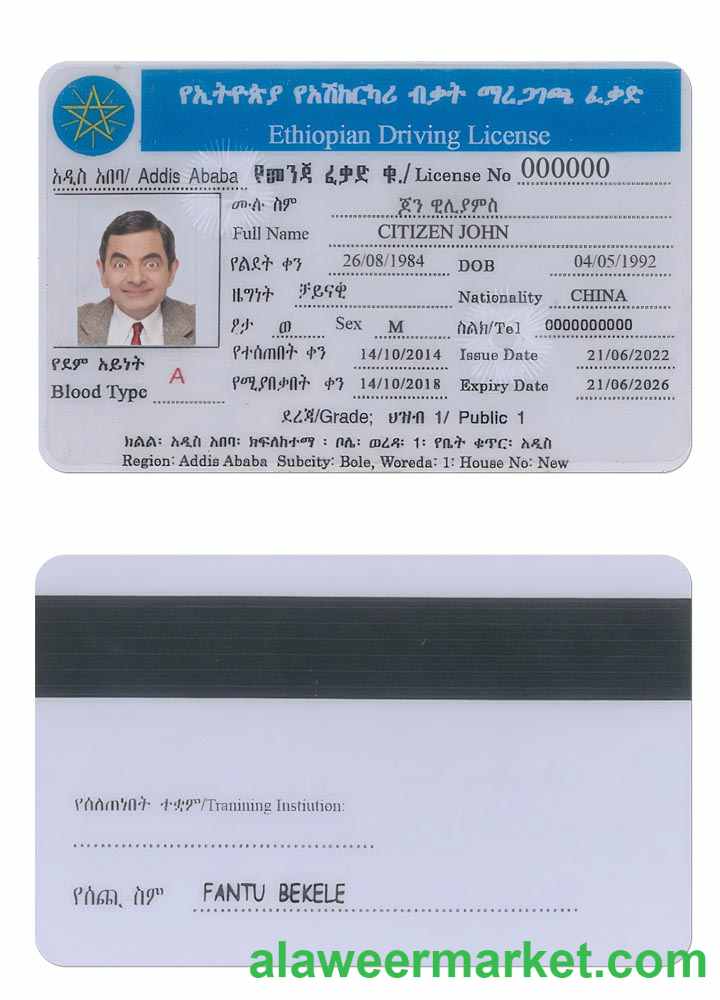 የኢትዮጵያ የአሽከርካሪ ብቃት ማረጋገጫ ፈቃድ
Ethiopian Driving License
አዲስ አበባ/ Addis Ababa የመንጃ ፈቃድ ቁ./ License No 000000
ሙሉ ስም ጆን ዊሊያምስ
Full Name CITIZEN JOHN
የልደት ቀን 26/08/1984 DOB 04/05/1992
ዜግነት ቻይናዊ Nationality CHINA
ፆታ ወ Sex M ስልክ/Tel 0000000000
የተሰጠበት ቀን 14/10/2014 Issue Date 21/06/2022
የደም አይነት
Blood Type A
የሚያበቃበት ቀን 14/10/2018 Expiry Date 21/06/2026
ደረጃ/Grade; ህዝብ 1/ Public 1
ክልል፡ አዲስ አበባ፡ ክፍለከተማ ፡ ቦሌ፡ ወረዳ፡ 1፡ የቤት ቁጥር፡ አዲስ
Region: Addis Ababa Subcity: Bole, Woreda: 1: House No: New
የሰለጠነበት ተቋም/Tranining Instiution:
የሰጪ ስም FANTU BEKELE
alaweermarket.com